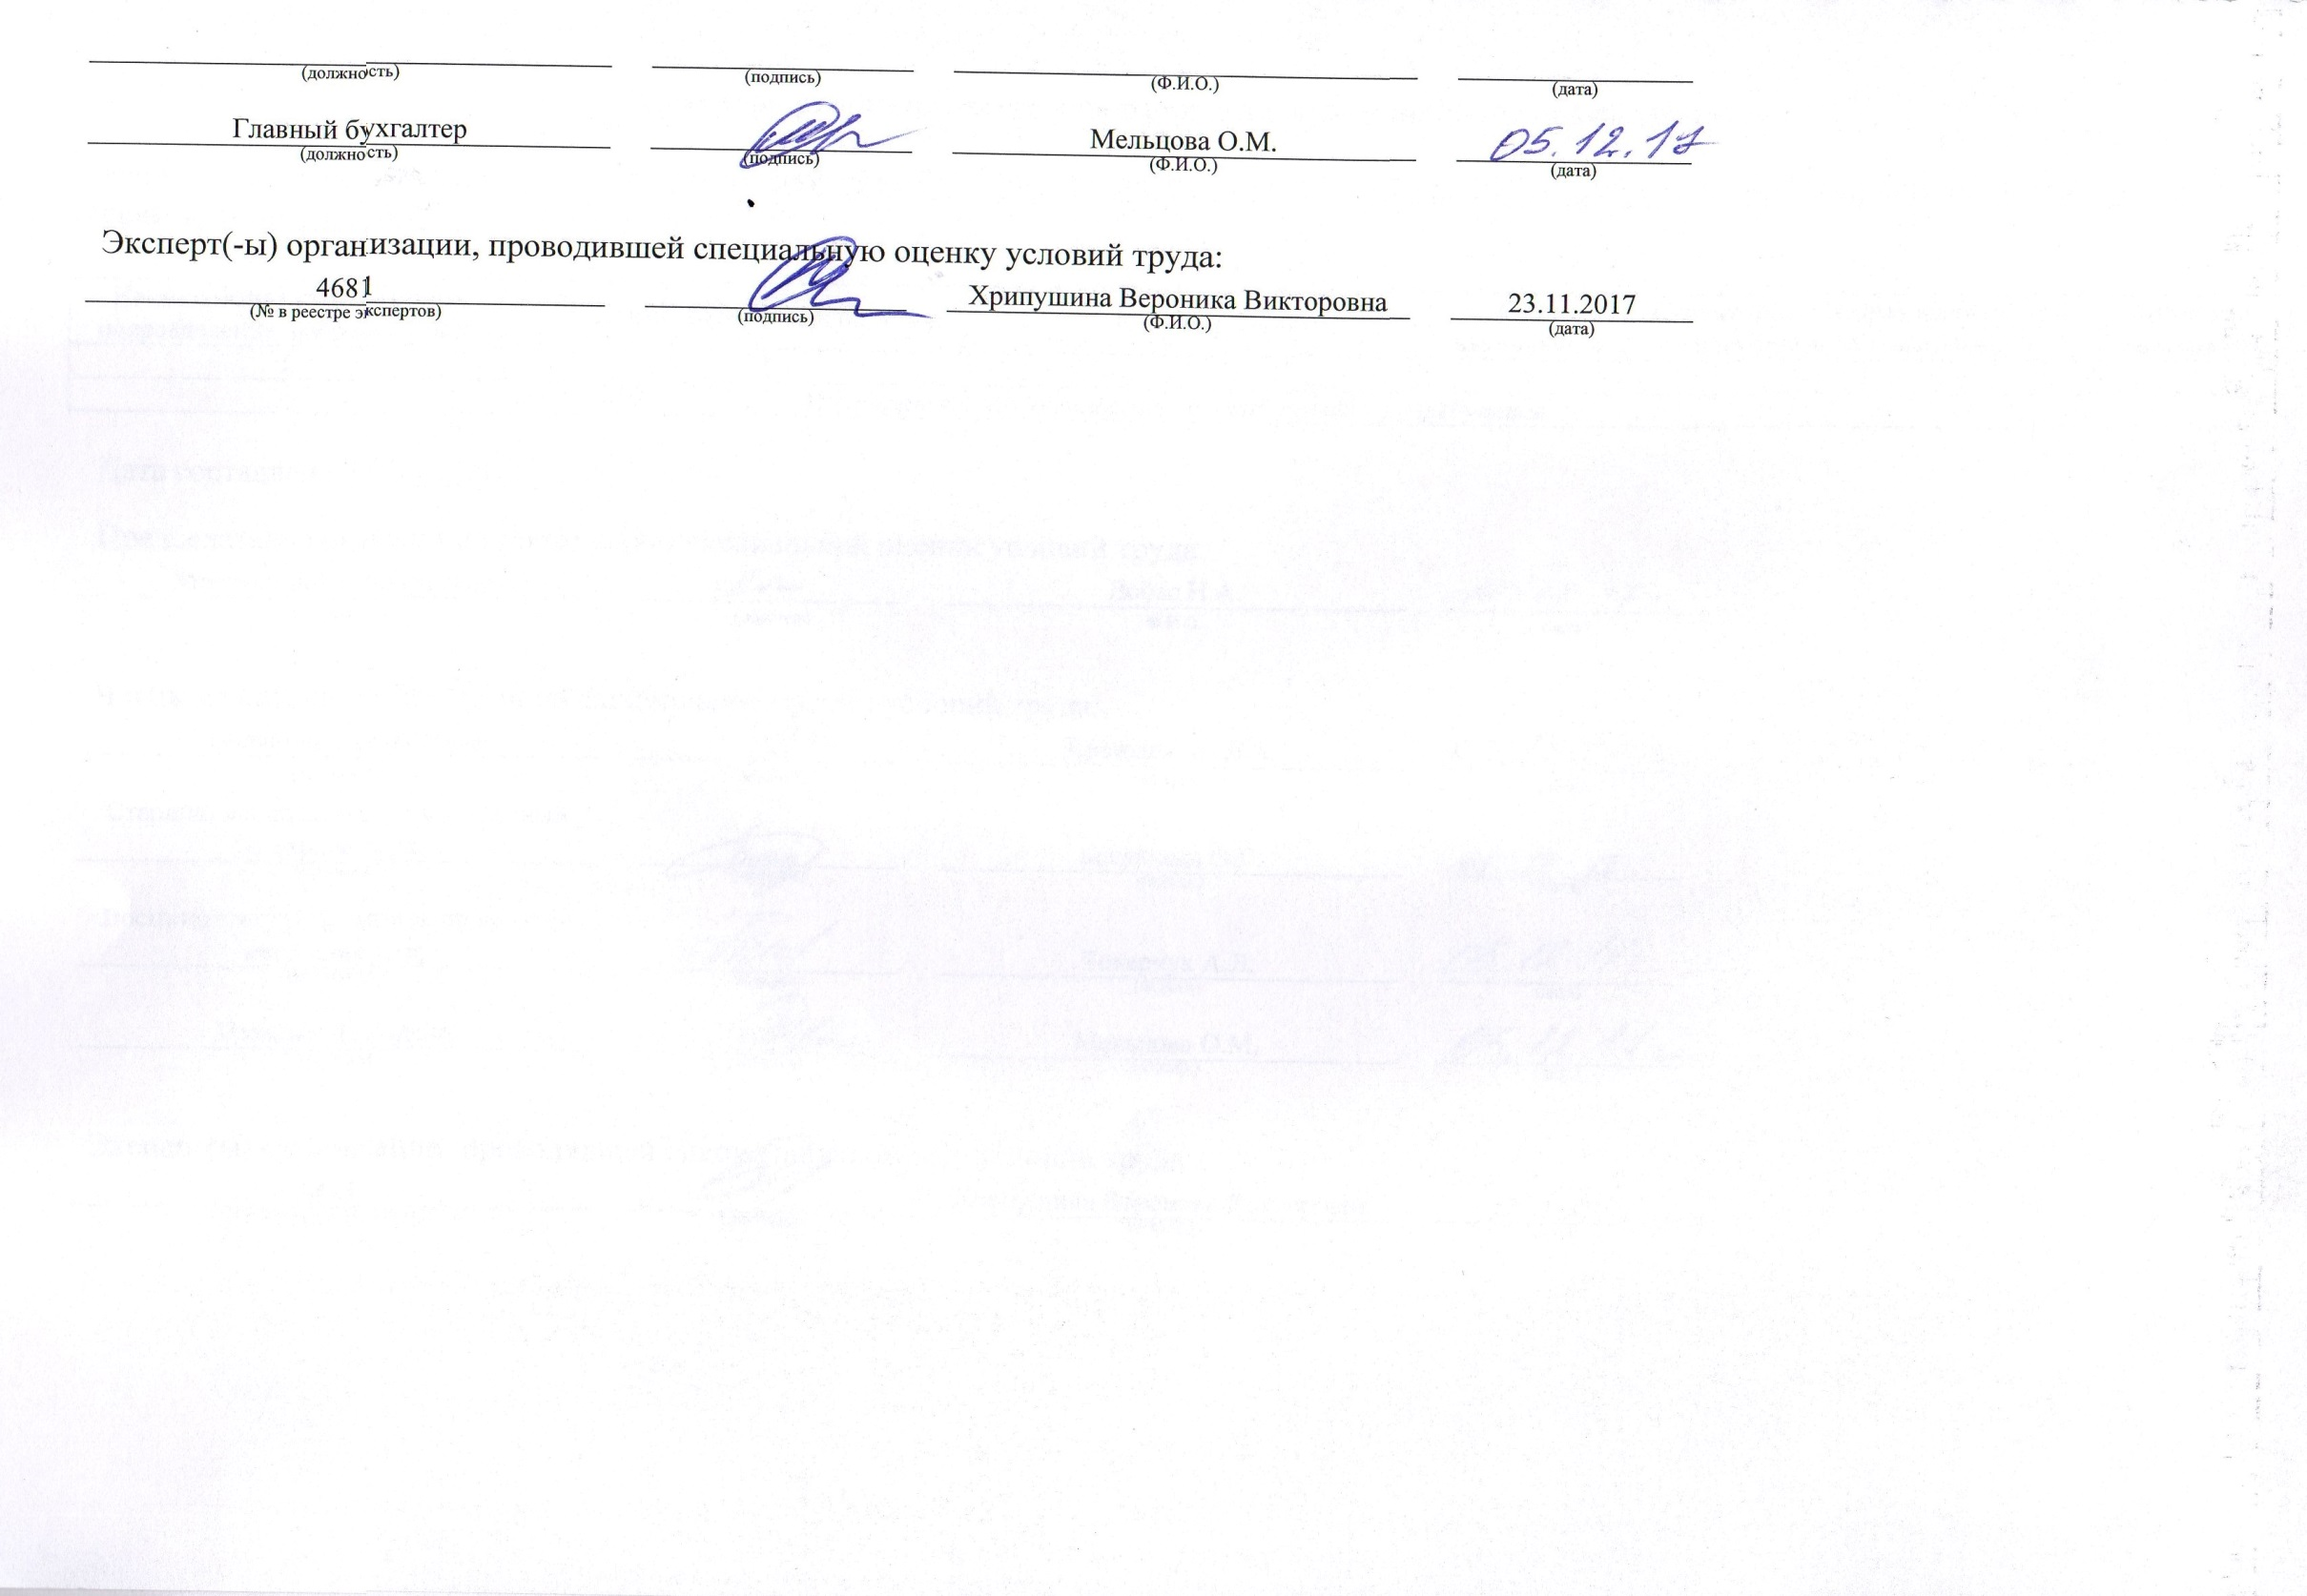 (должность) (подпись) (Ф.И.О.) (дата)
Главный бухгалтер Мельцова О.М. 05.12.17
(должность) (подпись) (Ф.И.О.) (дата)
Эксперт(-ы) организации, проводившей специальную оценку условий труда:
4681 Хрипушина Вероника Викторовна 23.11.2017
(№ в реестре экспертов) (подпись) (Ф.И.О.) (дата)